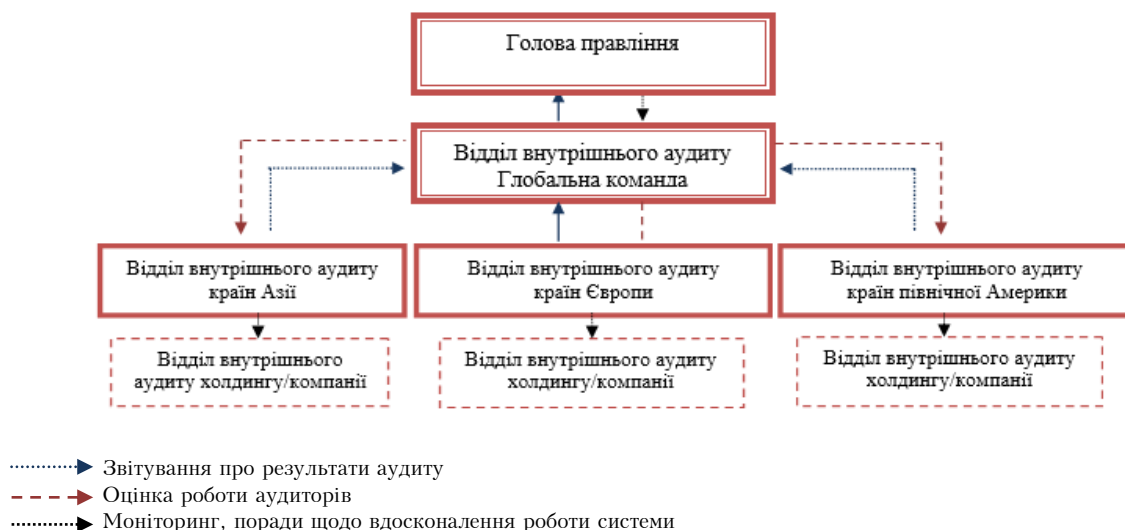 Голова правління
Відділ внутрішнього аудиту
Глобальна команда
Відділ внутрішнього аудиту
країн Азії
Відділ внутрішнього аудиту
країн Європи
Відділ внутрішнього аудиту
країн північної Америки
Відділ внутрішнього
аудиту холдингу/компанії
Відділ внутрішнього аудиту
холдингу/компанії
Відділ внутрішнього аудиту
холдингу/компанії
Звітування про результати аудиту
Оцінка роботи аудиторів
Моніторинг, поради щодо вдосконалення роботи системи